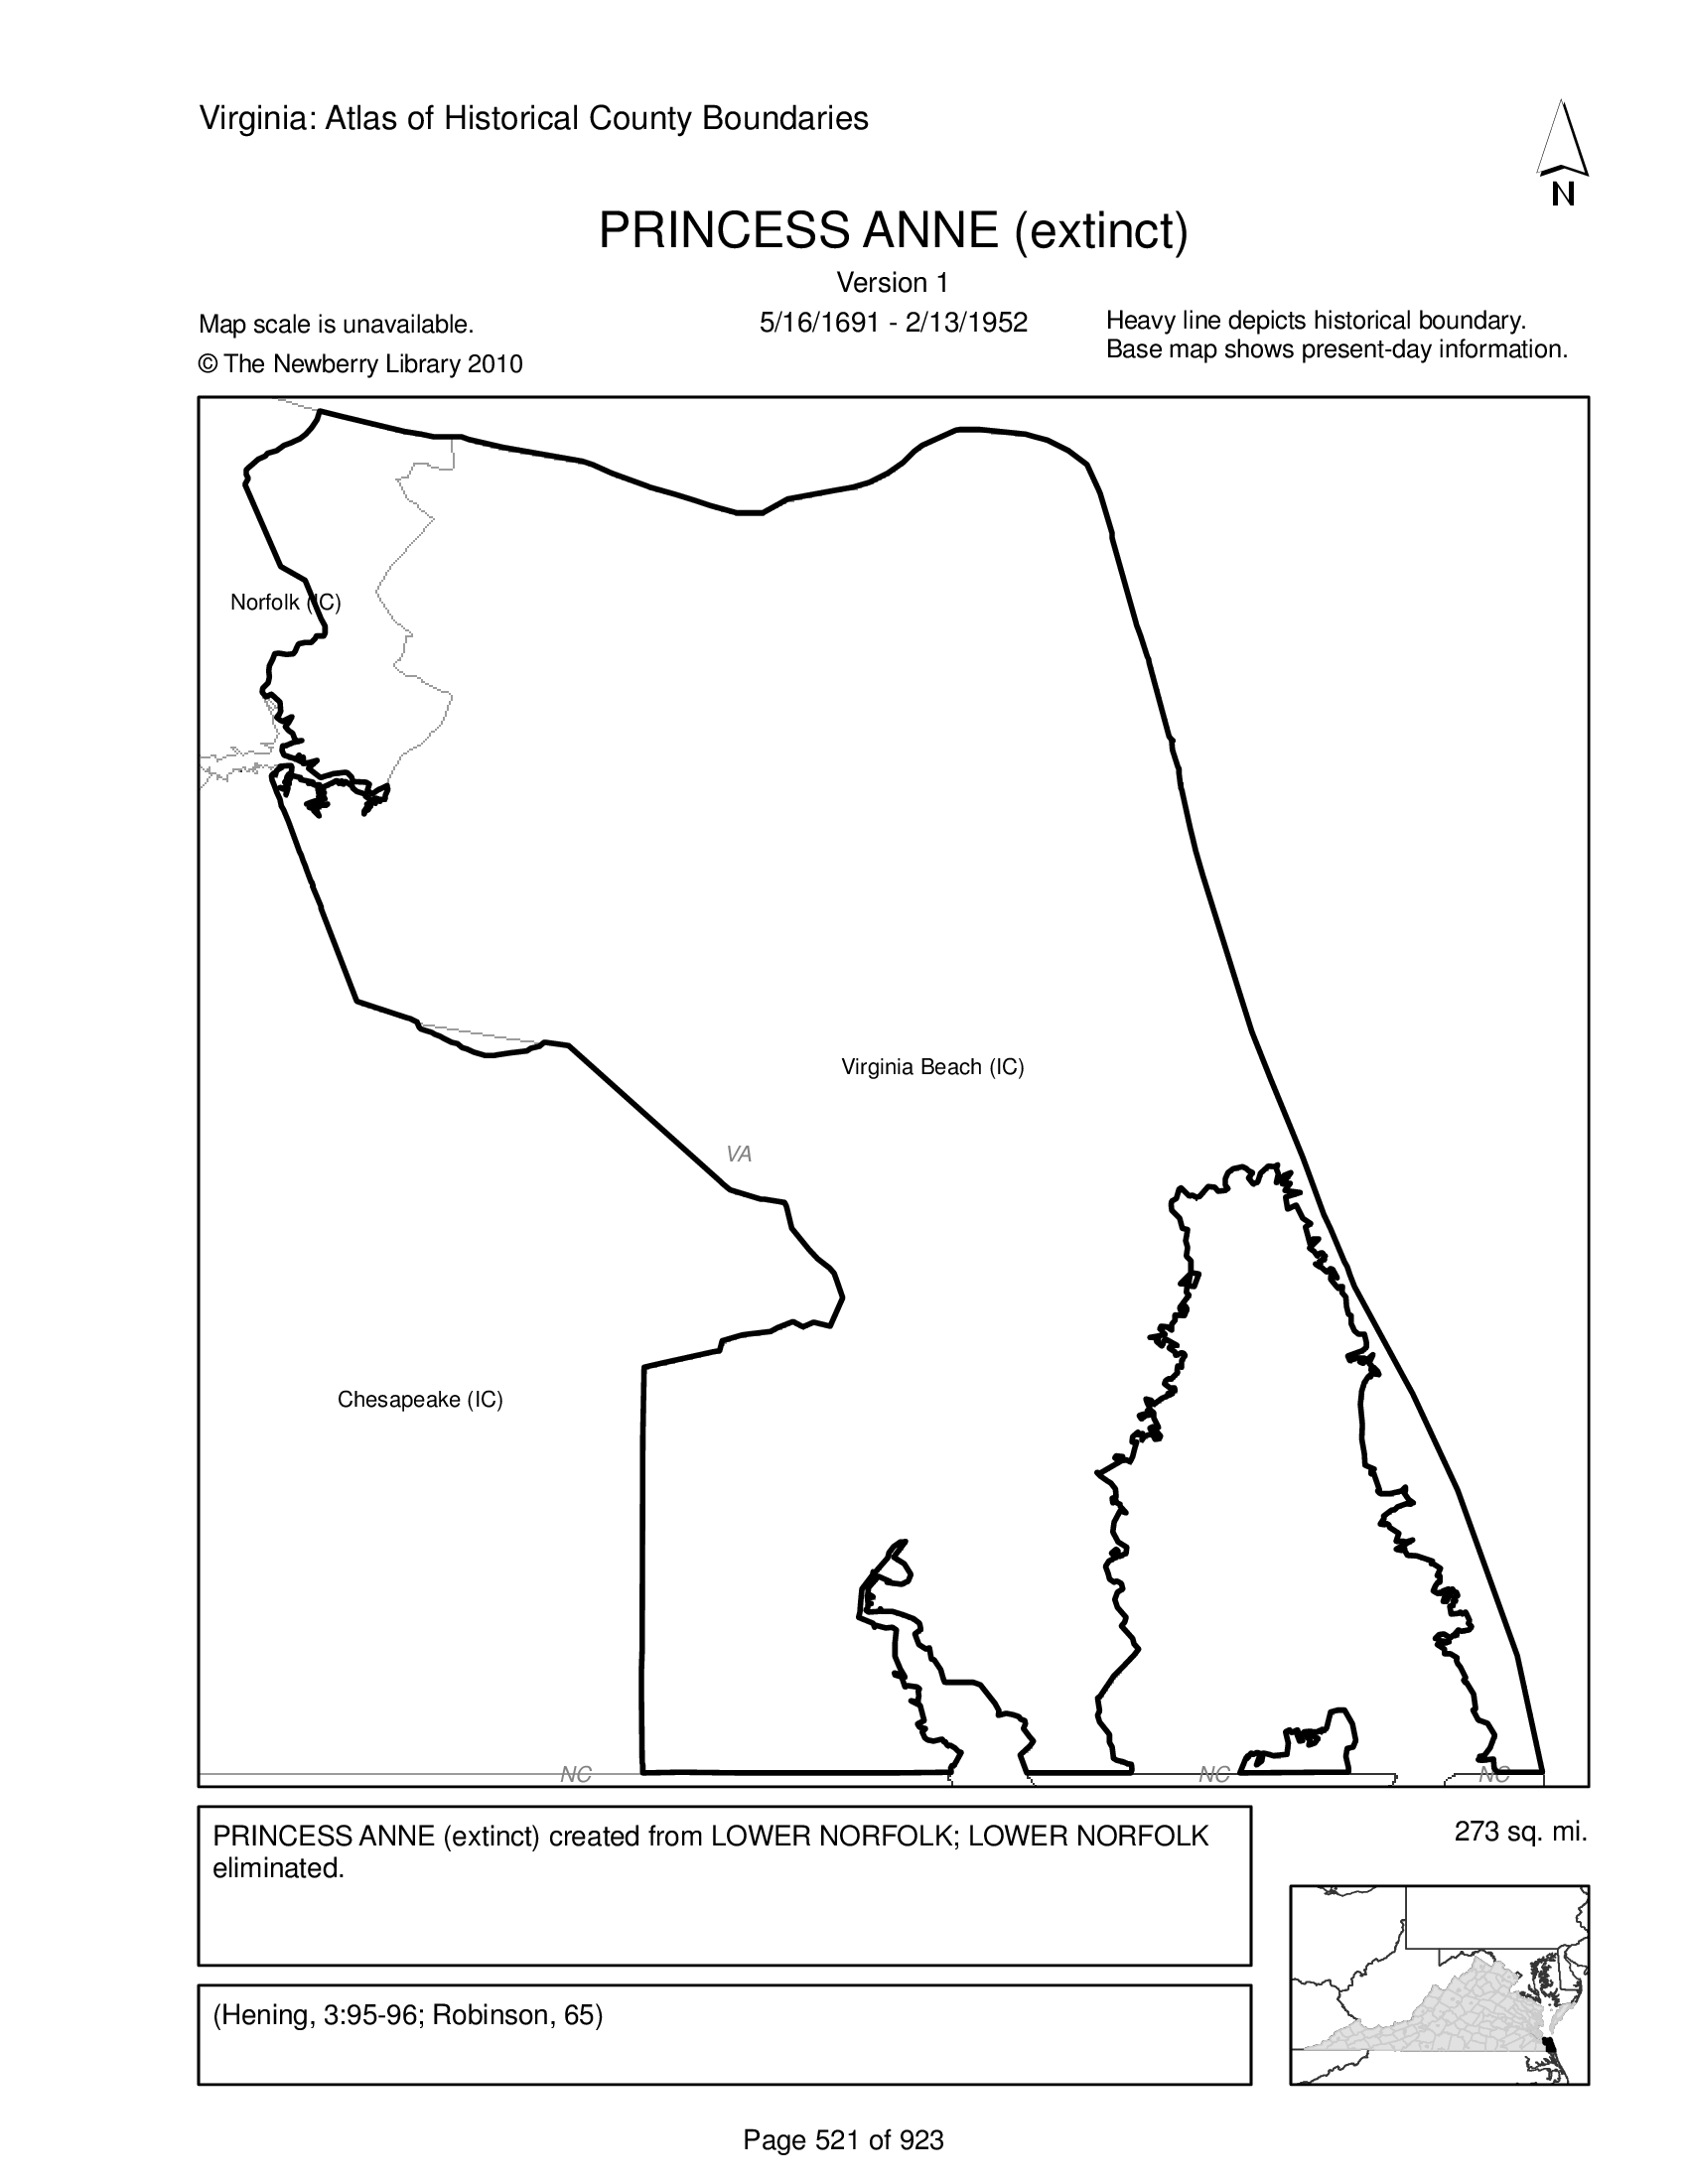 Virginia: Atlas of Historical County Boundaries
N
PRINCESS ANNE (extinct)
Version 1
Map scale is unavailable.
5/16/1691 - 2/13/1952
Heavy line depicts historical boundary.
Base map shows present-day information.
© The Newberry Library 2010
Norfolk (IC)
Virginia Beach (IC)
VA
Chesapeake (IC)
NC
NC
NC
PRINCESS ANNE (extinct) created from LOWER NORFOLK; LOWER NORFOLK
eliminated.
273 sq. mi.
(Hening, 3:95-96; Robinson, 65)
Page 521 of 923